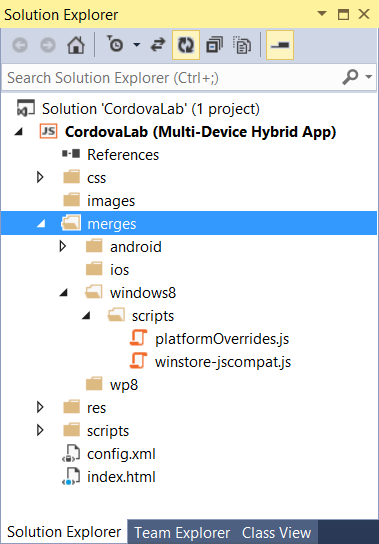 Solution Explorer
Search Solution Explorer (Ctrl+;)
Solution 'CordovaLab' (1 project)
JS CordovaLab (Multi-Device Hybrid App)
References
css
images
merges
android
ios
windows8
scripts
platformOverrides.js
winstore-jscompat.js
wp8
res
scripts
config.xml
index.html
Solution Explorer Team Explorer Class View